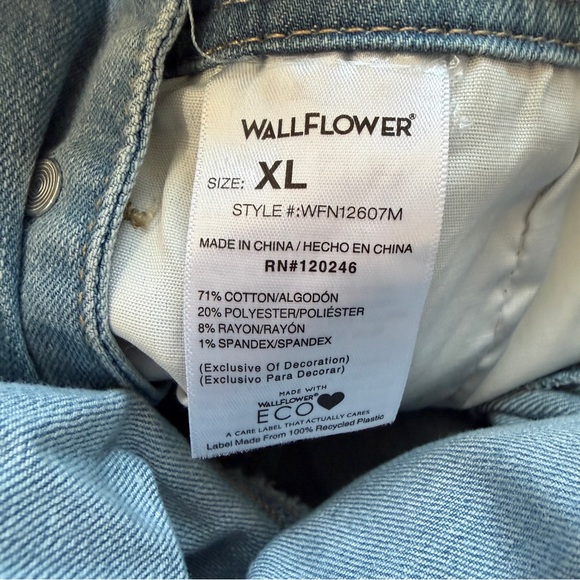 WALLFLOWER®
SIZE: XL
STYLE #:WFN12607M
MADE IN CHINA / HECHO EN CHINA
RN#120246
71% COTTON/ALGODÓN
20% POLYESTER/POLIÉSTER
8% RAYON/RAYÓN
1% SPANDEX/SPANDEX
(Exclusive Of Decoration)
(Exclusivo Para Decorar)
MADE WITH
WALLFLOWER®
ECO
A CARE LABEL THAT ACTUALLY CARES
Label Made From 100% Recycled Plastic